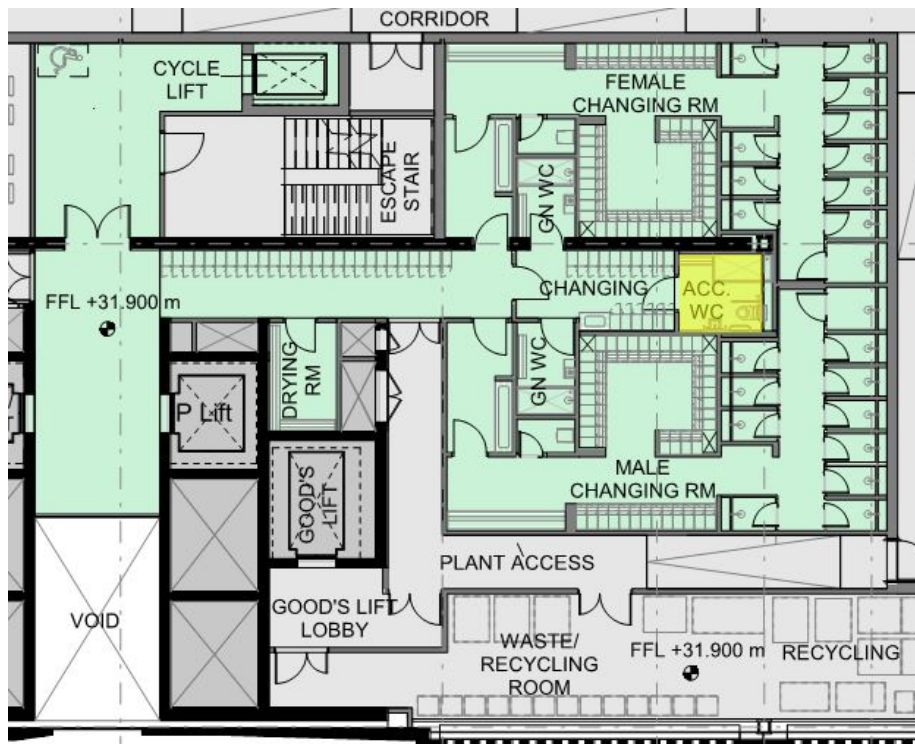 CORRIDOR
CYCLE
LIFT
FEMALE
CHANGING RM
ESCAPE
STAIR
GN WC
FFL +31.900 m
CHANGING
ACC.
WC
DRYING
RM
GN WC
P Lift
GOOD'S
LIFT
MALE
CHANGING RM
PLANT ACCESS
VOID
GOOD'S LIFT
LOBBY
WASTE/
RECYCLING
ROOM
FFL +31.900 m
RECYCLING